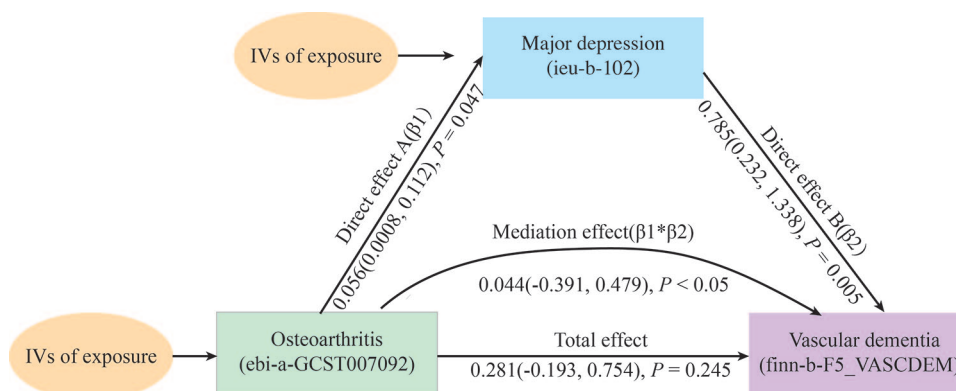 IVs of exposure
Major depression
(ieu-b-102)
Direct effect A(β1)
0.056(0.0008, 0.112), P = 0.047
Direct effect B(β2)
0.785(0.232, 1.338), P = 0.005
Mediation effect(β1*β2)
0.044(-0.391, 0.479), P < 0.05
IVs of exposure
Osteoarthritis
(ebi-a-GCST007092)
Total effect
0.281(-0.193, 0.754), P = 0.245
Vascular dementia
(finn-b-F5_VASCDEM)